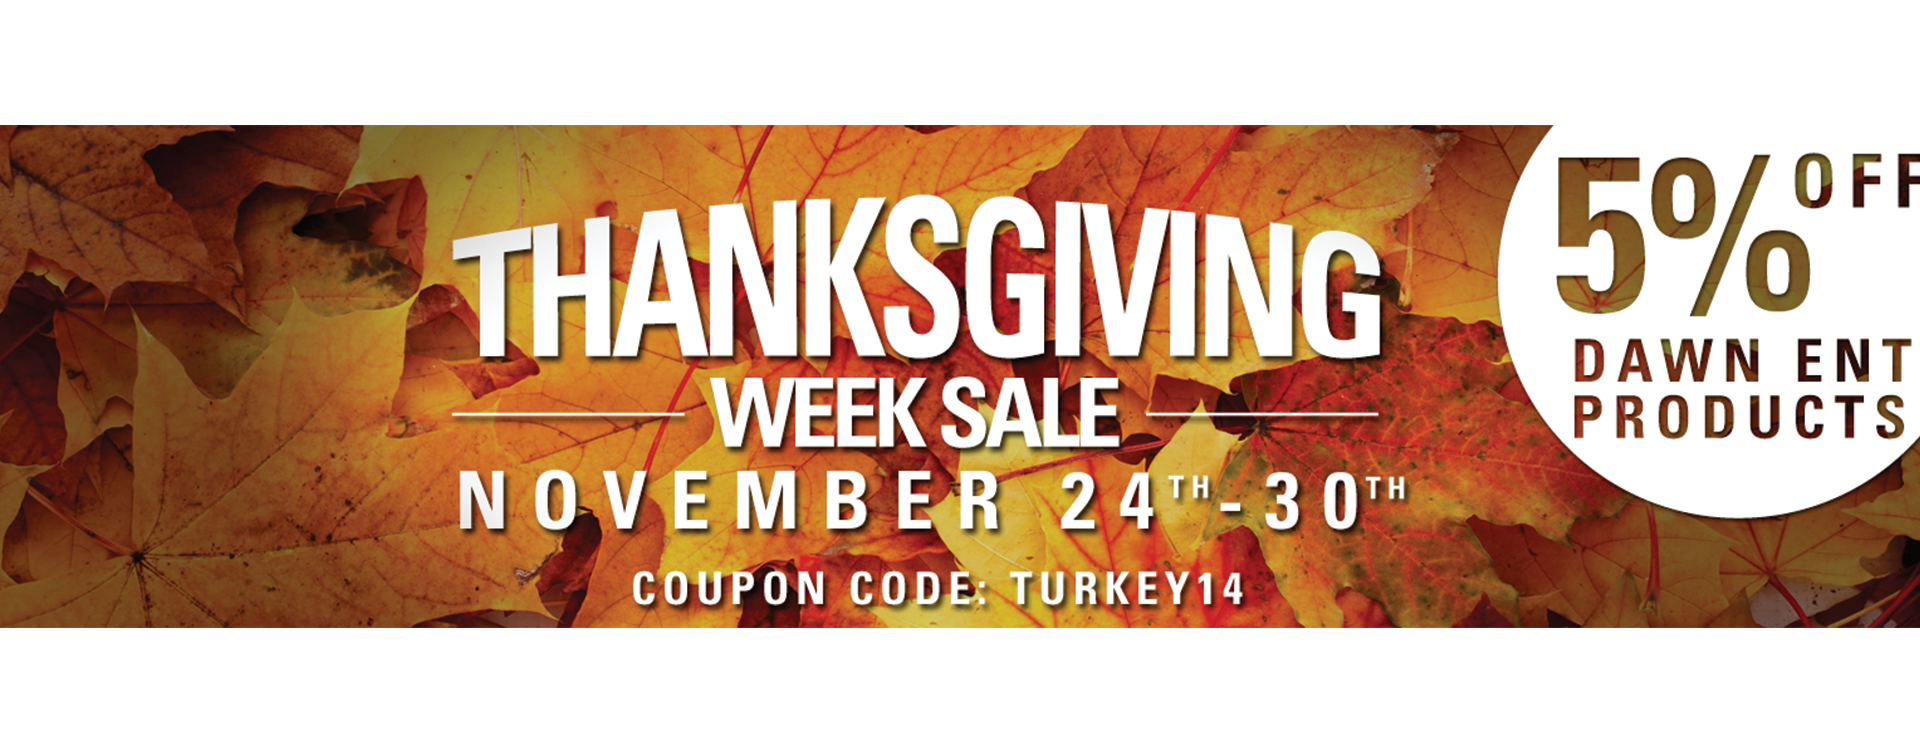 THANKSGIVING
WEEK SALE
NOVEMBER 24TH-30TH
COUPON CODE: TURKEY14
5% OFF
DAWN ENT
PRODUCTS